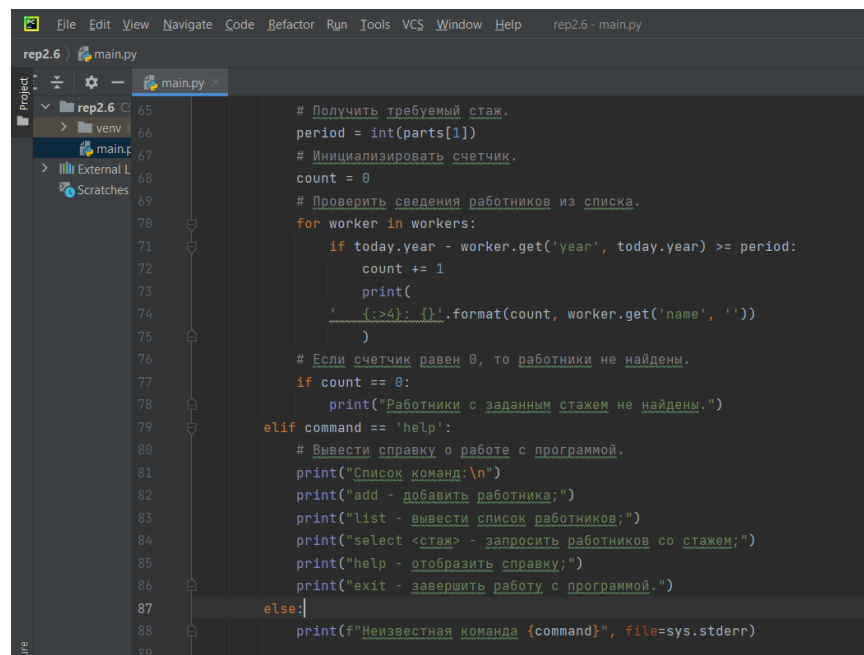 File Edit View Navigate Code Refactor Run Tools VCS Window Help rep2.6 - main.py
rep2.6 main.py
Project
main.py
rep2.6
venv
main.p
External L
Scratches
65 # Получить требуемый стаж.
66 period = int(parts[1])
67 # Инициализировать счетчик.
68 count = 0
69 # Проверить сведения работников из списка.
70 for worker in workers:
71 if today.year - worker.get('year', today.year) >= period:
72 count += 1
73 print(
74 ' {:>4}: {}'.format(count, worker.get('name', ''))
75 )
76 # Если счетчик равен 0, то работники не найдены.
77 if count == 0:
78 print("Работники с заданным стажем не найдены.")
79 elif command == 'help':
80 # Вывести справку о работе с программой.
81 print("Список команд:\n")
82 print("add - добавить работника;")
83 print("list - вывести список работников;")
84 print("select <стаж> - запросить работников со стажем;")
85 print("help - отобразить справку;")
86 print("exit - завершить работу с программой.")
87 else:
88 print(f"Неизвестная команда {command}", file=sys.stderr)
89